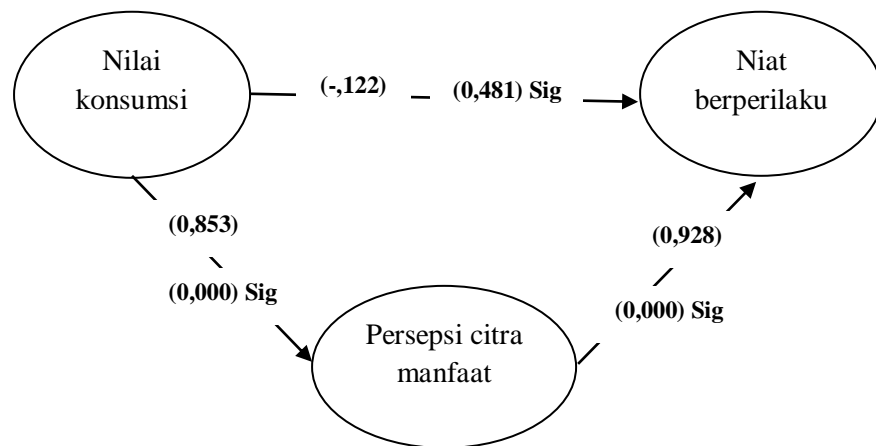 Nilai
konsumsi
(-,122) (0,481) Sig
Niat
berperilaku
(0,853)
(0,000) Sig
(0,928)
(0,000) Sig
Persepsi citra
manfaat